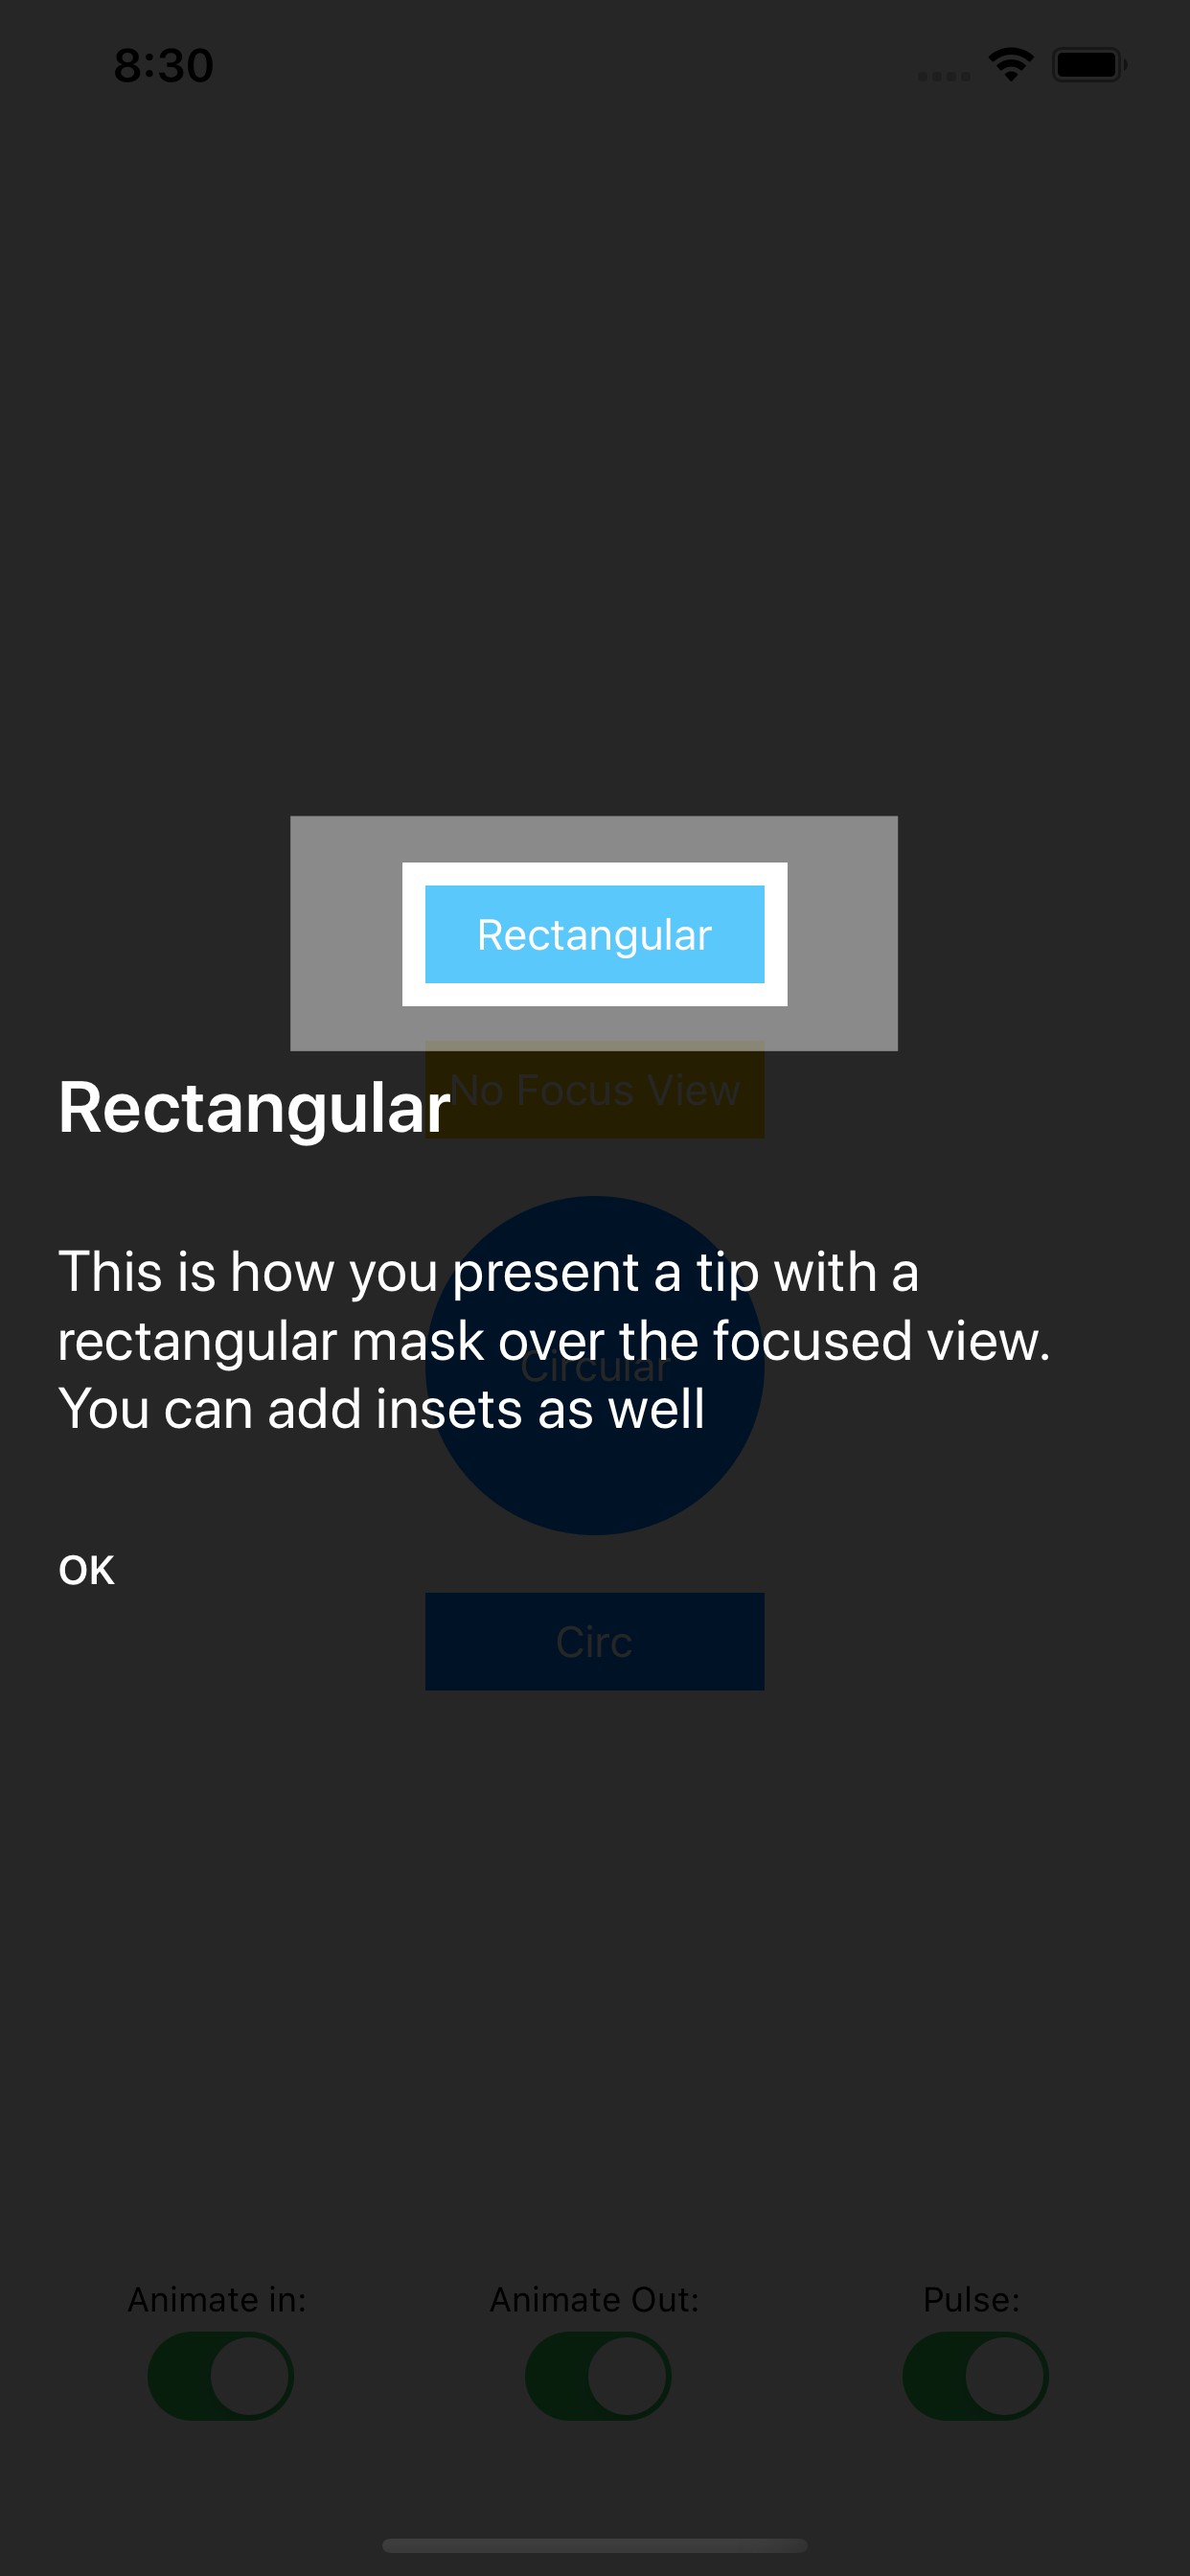 8:30
Rectangular
No Focus View
Rectangular
This is how you present a tip with a
rectangular mask over the focused view.
Circular
You can add insets as well
OK
Circ
Animate in:
Animate Out:
Pulse: